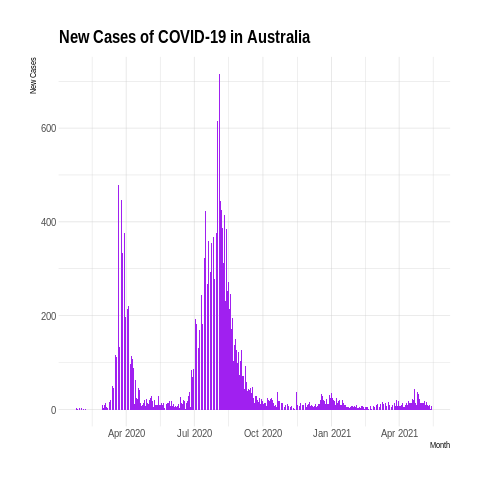 New Cases of COVID-19 in Australia
New Cases
600
400
200
0
Apr 2020
Jul 2020
Oct 2020
Jan 2021
Apr 2021
Month